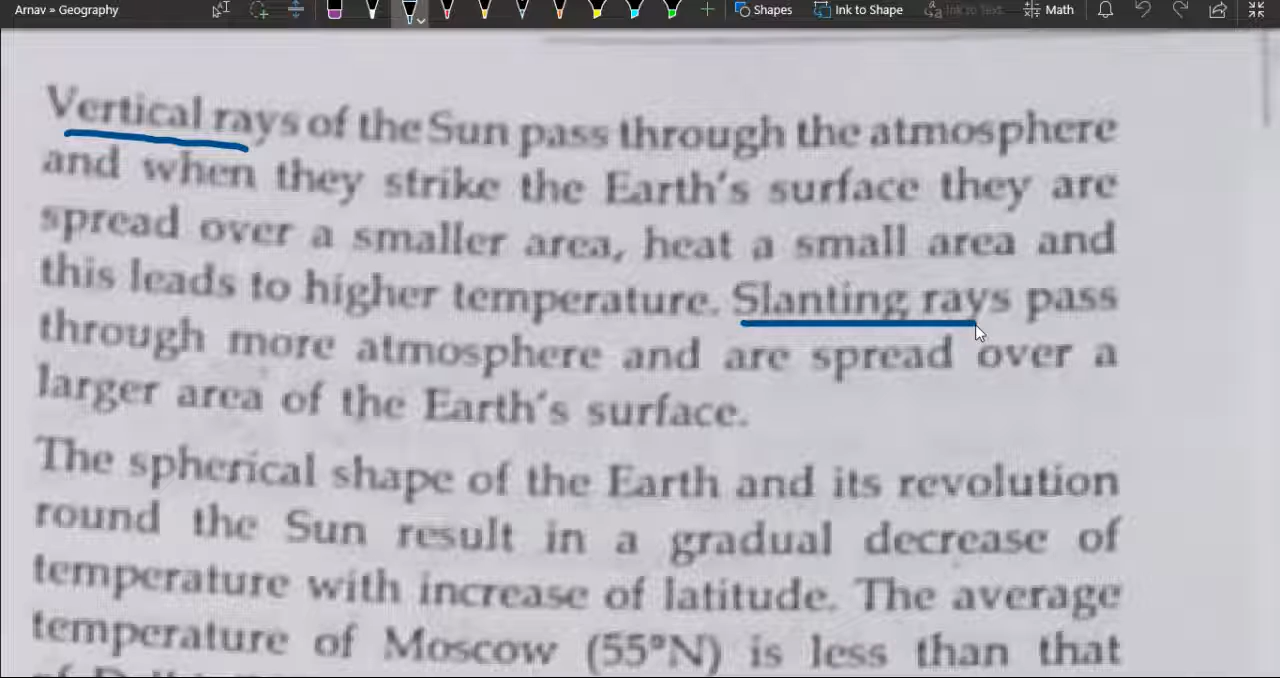 Arnav » Geography
Shapes Ink to Shape Ink to Text Math
Vertical rays of the Sun pass through the atmosphere
and when they strike the Earth's surface they are
spread over a smaller area, heat a small area and
this leads to higher temperature. Slanting rays pass
through more atmosphere and are spread over a
larger area of the Earth's surface.
The spherical shape of the Earth and its revolution
round the Sun result in a gradual decrease of
temperature with increase of latitude. The average
temperature of Moscow (55°N) is less than that